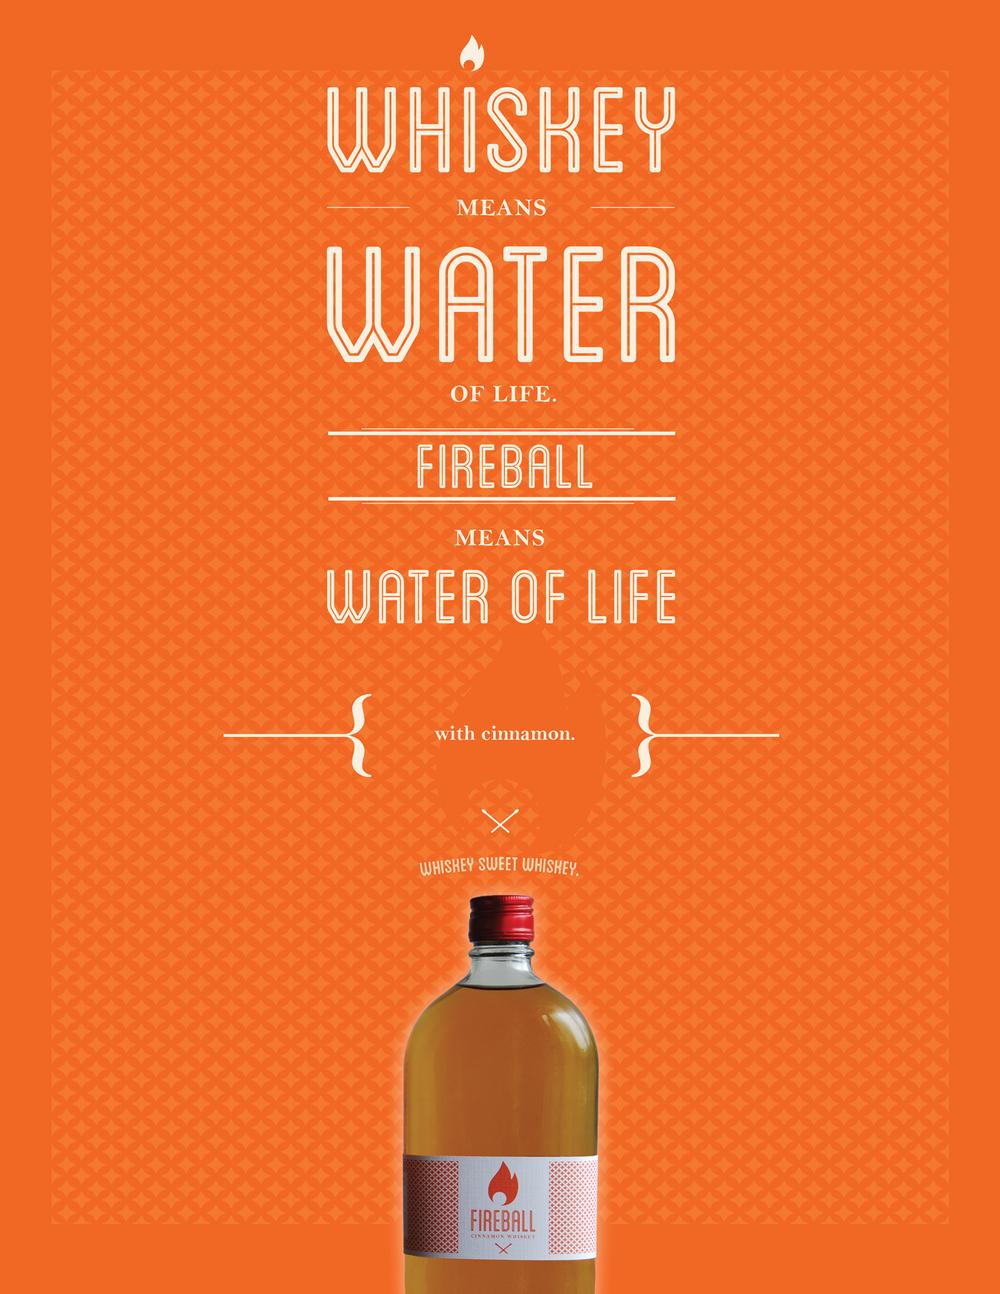 WHISKEY
MEANS
WATER
OF LIFE.
FIREBALL
MEANS
WATER OF LIFE
with cinnamon.
WHISKEY SWEET WHISKEY.
FIREBALL
CINNAMON WHISKEY